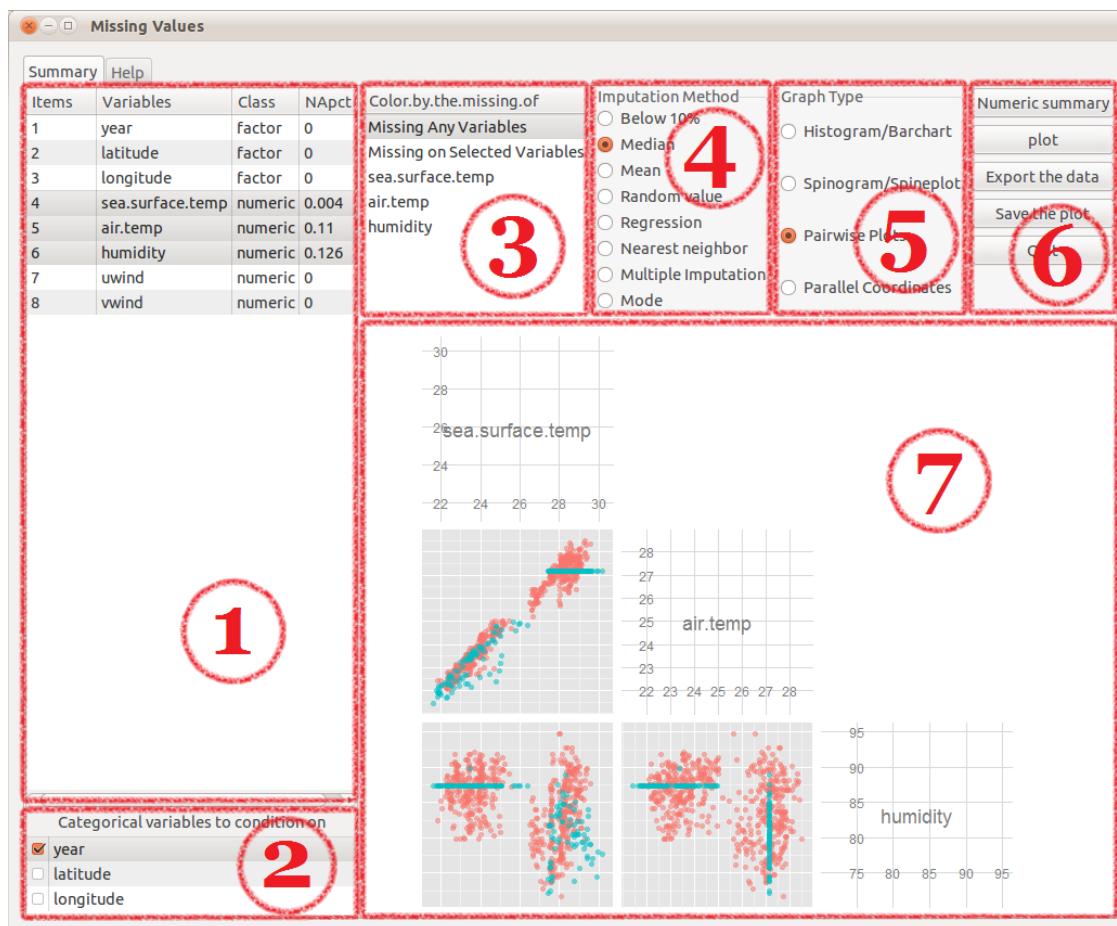 Missing Values
Summary Help
Items Variables Class NApct
1 year factor 0
2 latitude factor 0
3 longitude factor 0
4 sea.surface.temp numeric 0.004
5 air.temp numeric 0.11
6 humidity numeric 0.126
7 uwind numeric 0
8 vwind numeric 0
1
Categorical variables to condition on
year
latitude
longitude
2
Color.by.the.missing.of
Missing Any Variables
Missing on Selected Variables
sea.surface.temp
air.temp
humidity
3
Imputation Method
Below 10%
Median
Mean
Random value
Regression
Nearest neighbor
Multiple Imputation
Mode
4
Graph Type
Histogram/Barchart
Spinogram/Spineplot
Pairwise Plots
Parallel Coordinates
5
Numeric summary
plot
Export the data
Save the plot
6
30
28
26
sea.surface.temp
24
22 24 26 28 30
7
28
27
26
25
air.temp
24
23
22 23 24 25 26 27 28
95
90
85
humidity
80
75 80 85 90 95